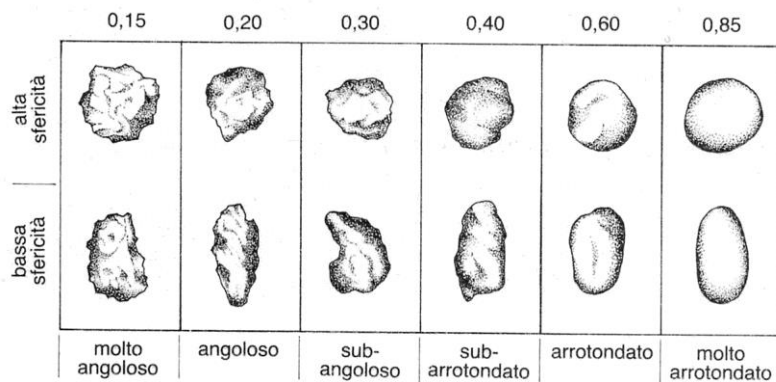 0,15 0,20 0,30 0,40 0,60 0,85
alta
sfericità
bassa
sfericità
molto
angoloso
angoloso
sub-
angoloso
sub-
arrotondato
arrotondato
molto
arrotondato